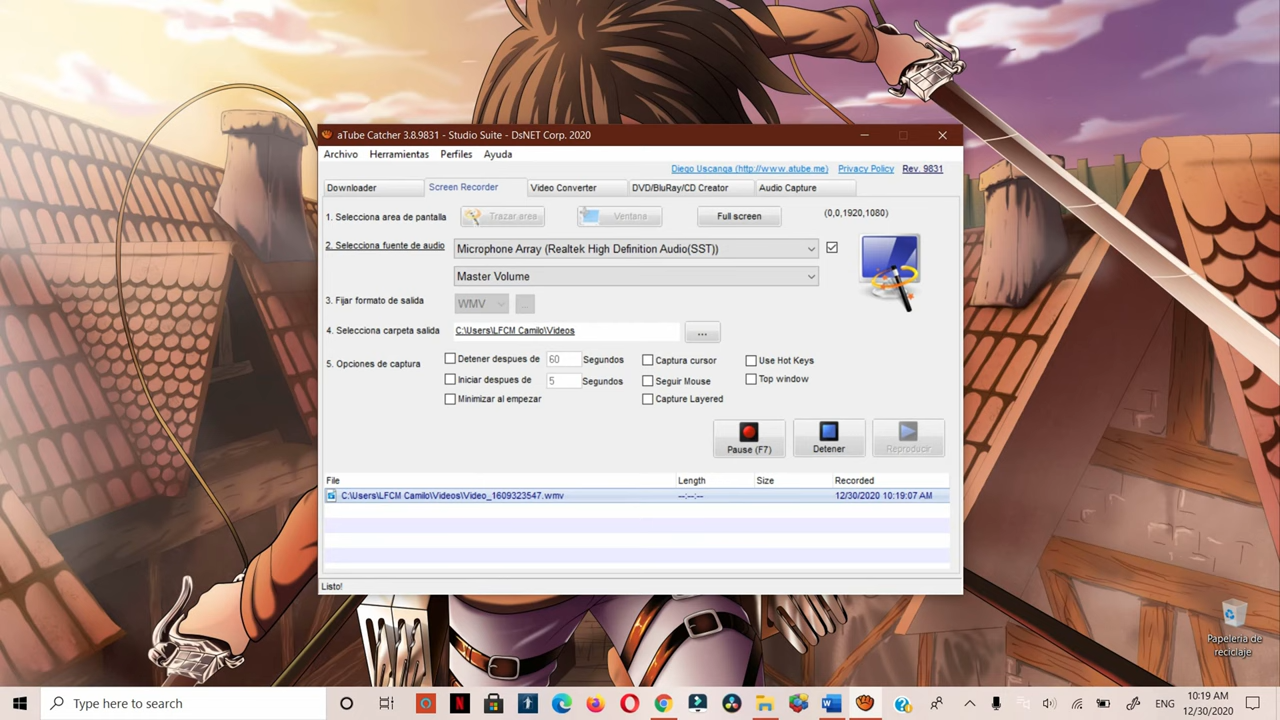 aTube Catcher 3.8.9831 - Studio Suite - DsNET Corp. 2020
Archivo Herramientas Perfiles Ayuda
Diego Uscanga (http://www.atube.me) Privacy Policy Rev. 9831
Downloader Screen Recorder Video Converter DVD/BluRay/CD Creator Audio Capture
1. Selecciona area de pantalla Trazar area Ventana Full screen (0,0,1920,1080)
2. Selecciona fuente de audio Microphone Array (Realtek High Definition Audio(SST))
Master Volume
3. Fijar formato de salida WMV ...
4. Selecciona carpeta salida C:\Users\LFCM Camilo\Videos ...
5. Opciones de captura Detener despues de 60 Segundos Captura cursor Use Hot Keys
Iniciar despues de 5 Segundos Seguir Mouse Top window
Minimizar al empezar Capture Layered
Pause (F7) Detener Reproducir
File Length Size Recorded
C:\Users\LFCM Camilo\Videos\Video_1609323547.wmv --:--:-- 12/30/2020 10:19:07 AM
Listo!
Papelería de
reciclaje
Type here to search N W ENG 10:19 AM
12/30/2020